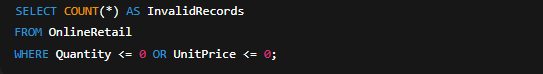 SELECT COUNT(*) AS InvalidRecords
FROM OnlineRetail
WHERE Quantity <= 0 OR UnitPrice <= 0;